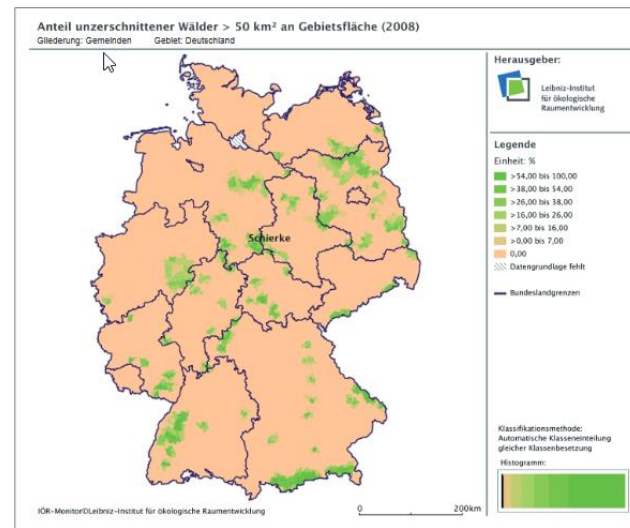 Anteil unzerschnittener Wälder > 50 km² an Gebietsfläche (2008)
Gliederung: Gemeinden Gebiet: Deutschland
Schierke
IÖR-Monitor©Leibniz-Institut für ökologische Raumentwicklung
0 200km
Herausgeber:
Leibniz-Institut
für ökologische
Raumentwicklung
Legende
Einheit: %
>54,00 bis 100,00
>38,00 bis 54,00
>26,00 bis 38,00
>16,00 bis 26,00
>7,00 bis 16,00
>0,00 bis 7,00
0,00
Datengrundlage fehlt
Bundeslandgrenzen
Klassifikationsmethode:
Automatische Klasseneinteilung
gleicher Klassenbesetzung
Histogramm: